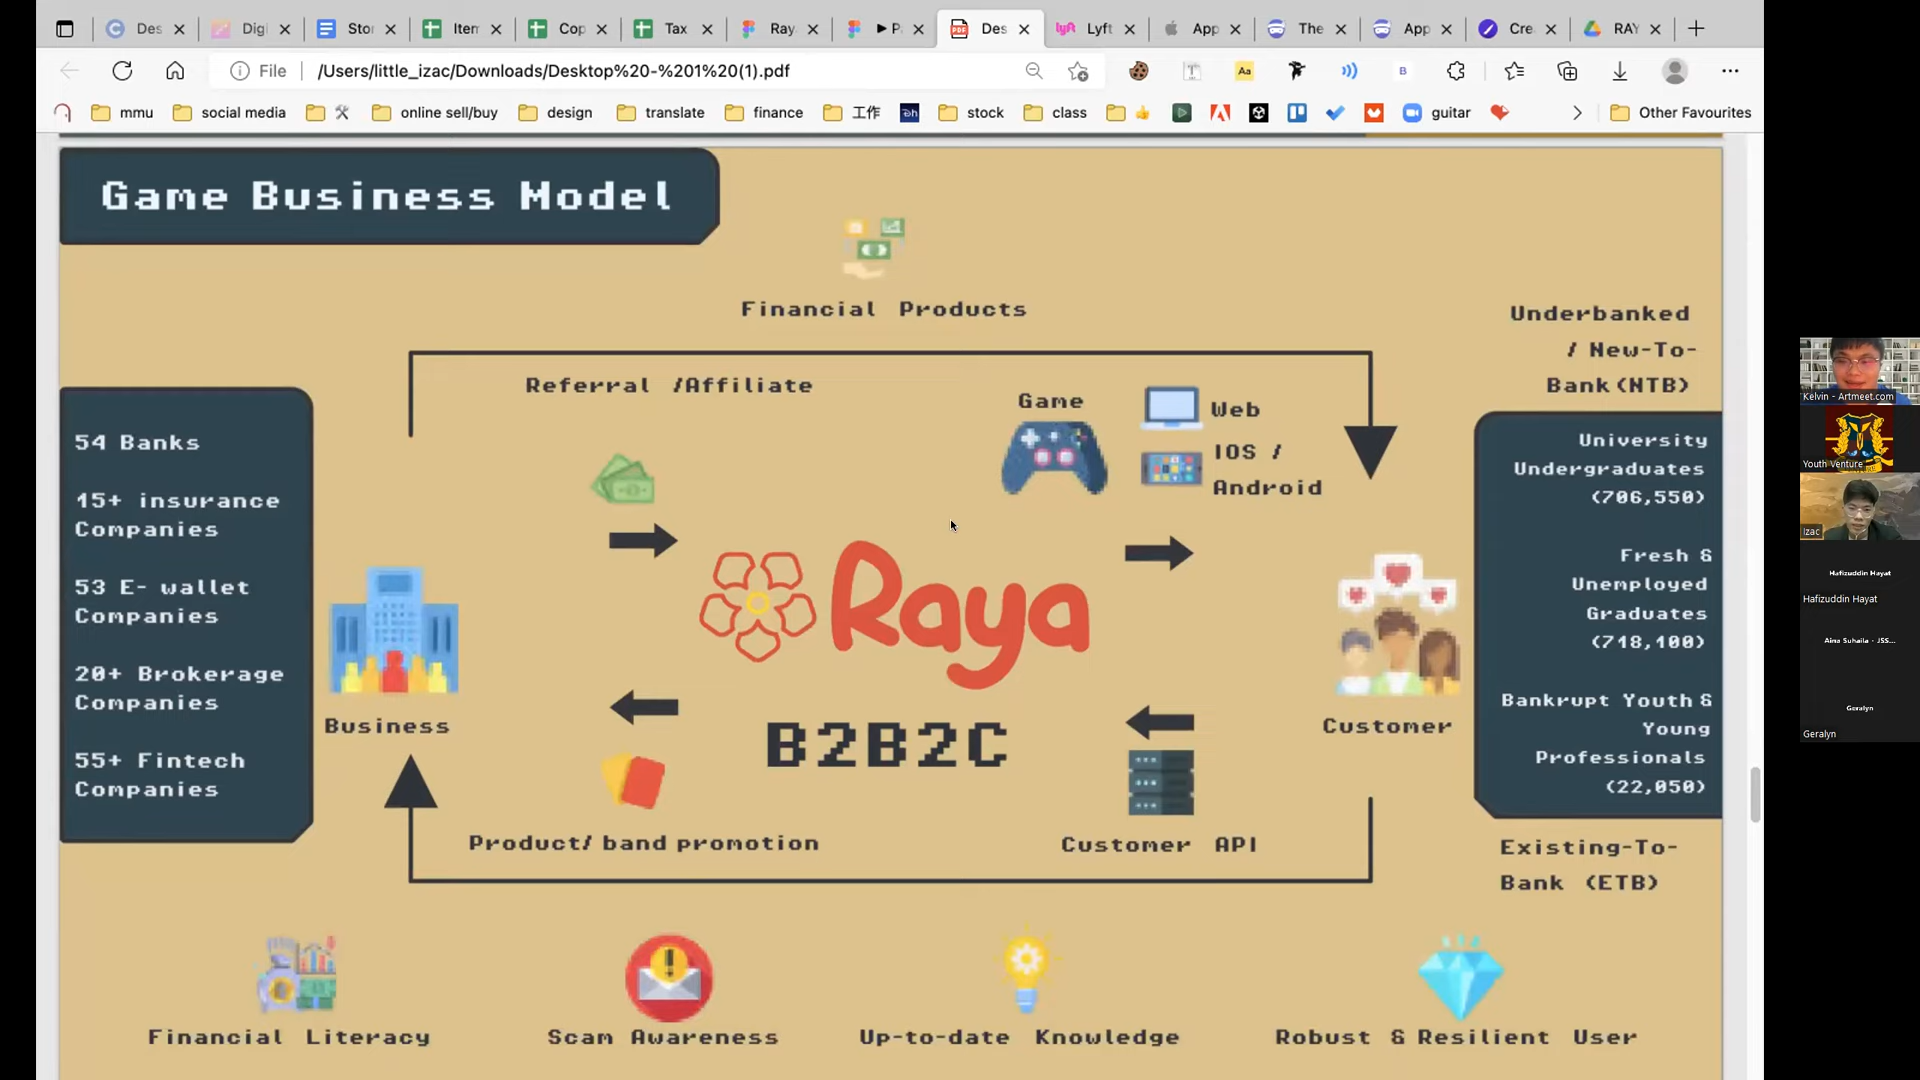 Des
Digi
Stor
Item
Cop
Tax
Ray
P
Des
Lyft
App
The
App
Cre
RAY
File
/Users/little_izac/Downloads/Desktop%20-%201%20(1).pdf
mmu
social media
online sell/buy
design
translate
finance
工作
stock
class
guitar
Other Favourites
Game Business Model
Financial Products
Underbanked
/ New-To-
Bank(NTB)
Referral /Affiliate
Game
Web
IOS /
Android
54 Banks
15+ insurance
Companies
53 E- wallet
Companies
20+ Brokerage
Companies
55+ Fintech
Companies
Business
Raya
B2B2C
Customer
University
Undergraduates
(706,550)
Fresh &
Unemployed
Graduates
(718,100)
Bankrupt Youth &
Young
Professionals
(22,050)
Product/ band promotion
Customer API
Existing-To-
Bank (ETB)
Financial Literacy
Scam Awareness
Up-to-date Knowledge
Robust & Resilient User
Kelvin - Artmeet.com
Youth Venture
Izac
Hafizuddin Hayat
Hafizuddin Hayat
Aina Suhaila - JSS...
Geralyn
Geralyn